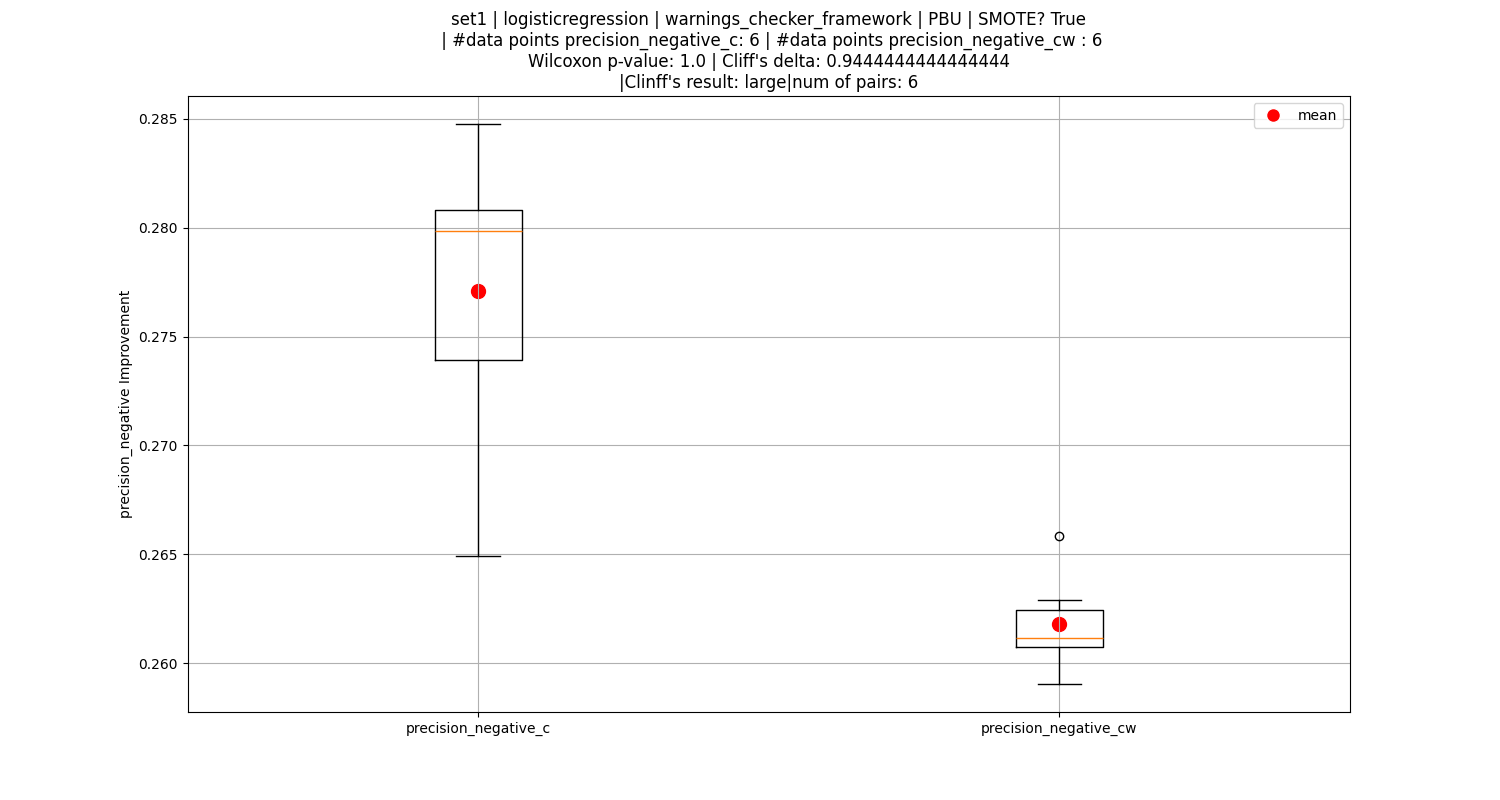 set1 | logisticregression | warnings_checker_framework | PBU | SMOTE? True
| #data points precision_negative_c: 6 | #data points precision_negative_cw : 6
Wilcoxon p-value: 1.0 | Cliff's delta: 0.9444444444444444
|Clinff's result: large|num of pairs: 6
mean
precision_negative Improvement
0.285
0.280
0.275
0.270
0.265
0.260
precision_negative_c
precision_negative_cw